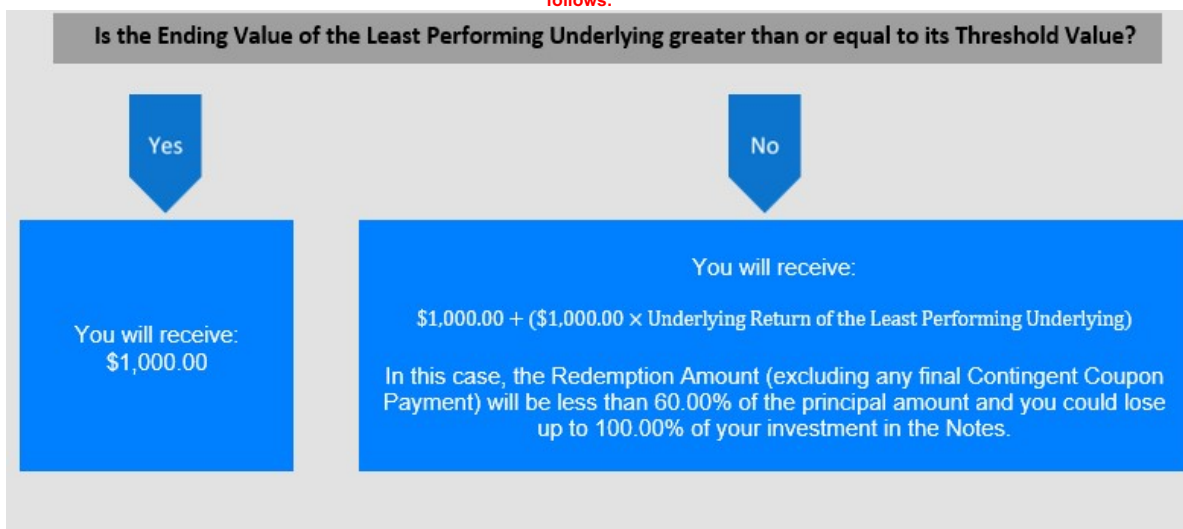 follows:
Is the Ending Value of the Least Performing Underlying greater than or equal to its Threshold Value?
Yes
No
You will receive:
$1,000.00
You will receive:
$1,000.00 + ($1,000.00 × Underlying Return of the Least Performing Underlying)
In this case, the Redemption Amount (excluding any final Contingent Coupon
Payment) will be less than 60.00% of the principal amount and you could lose
up to 100.00% of your investment in the Notes.